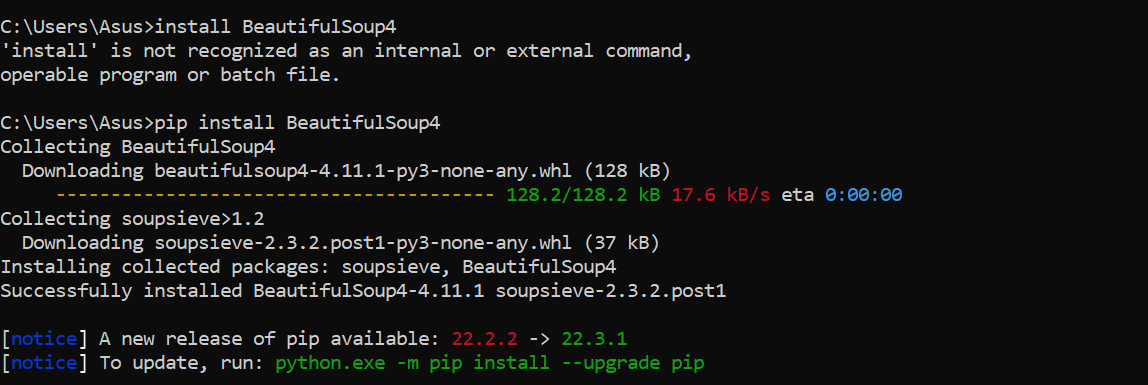 C:\Users\Asus>install BeautifulSoup4
'install' is not recognized as an internal or external command,
operable program or batch file.
C:\Users\Asus>pip install BeautifulSoup4
Collecting BeautifulSoup4
  Downloading beautifulsoup4-4.11.1-py3-none-any.whl (128 kB)
     ---------------------------------------- 128.2/128.2 kB 17.6 kB/s eta 0:00:00
Collecting soupsieve>1.2
  Downloading soupsieve-2.3.2.post1-py3-none-any.whl (37 kB)
Installing collected packages: soupsieve, BeautifulSoup4
Successfully installed BeautifulSoup4-4.11.1 soupsieve-2.3.2.post1
[notice] A new release of pip available: 22.2.2 -> 22.3.1
[notice] To update, run: python.exe -m pip install --upgrade pip